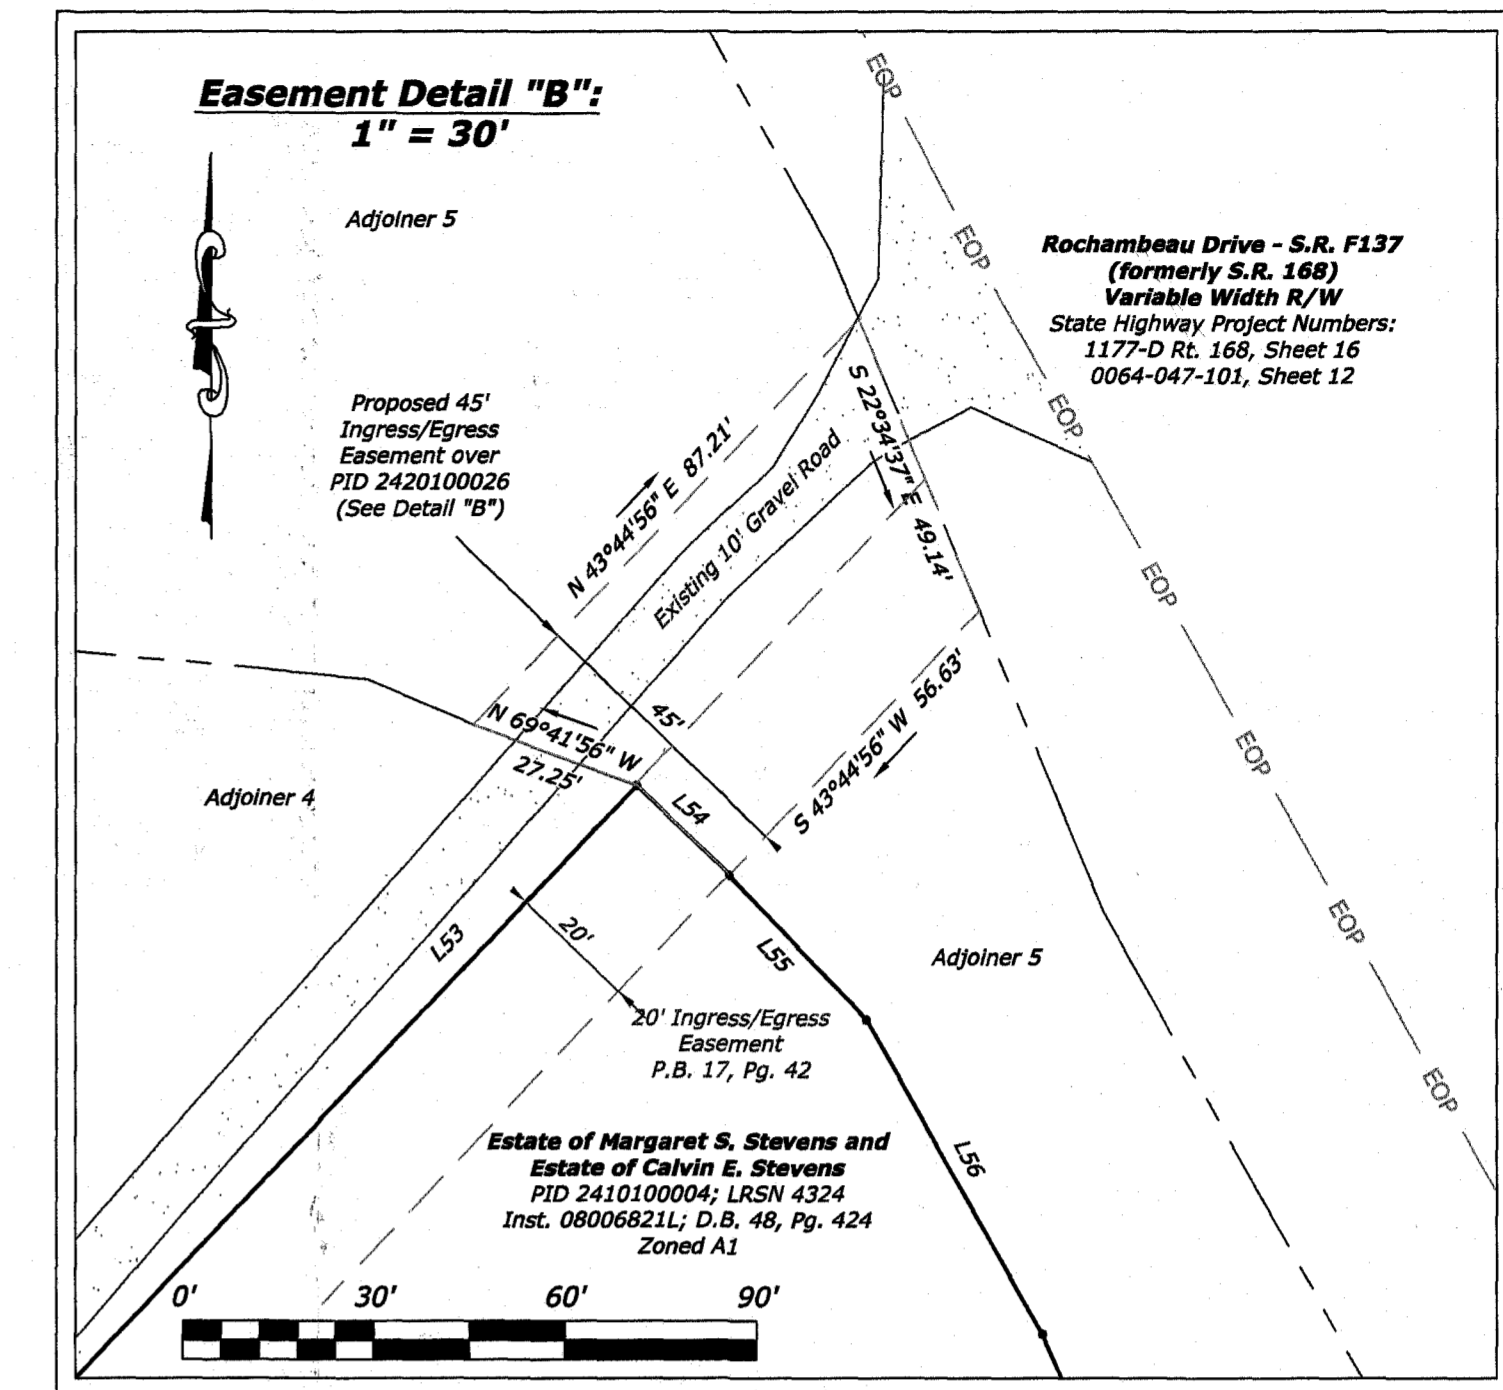 Easement Detail "B":
1" = 30'
Adjoiner 5
EOP
EOP
Rochambeau Drive - S.R. F137
(formerly S.R. 168)
Variable Width R/W
State Highway Project Numbers:
1177-D Rt. 168, Sheet 16
0064-047-101, Sheet 12
EOP
Proposed 45'
Ingress/Egress
Easement over
PID 2420100026
(See Detail "B")
N 43°44'56" E 87.21'
S 22°34'37" E 49.14'
Existing 10' Gravel Road
EOP
N 69°41'56" W
27.25'
45'
S 43°44'56" W 56.63'
EOP
Adjoiner 4
L54
L53
20'
L55
Adjoiner 5
EOP
20' Ingress/Egress
Easement
P.B. 17, Pg. 42
EOP
Estate of Margaret S. Stevens and
Estate of Calvin E. Stevens
PID 2410100004; LRSN 4324
Inst. 08006821L; D.B. 48, Pg. 424
Zoned A1
L56
0' 30' 60' 90'